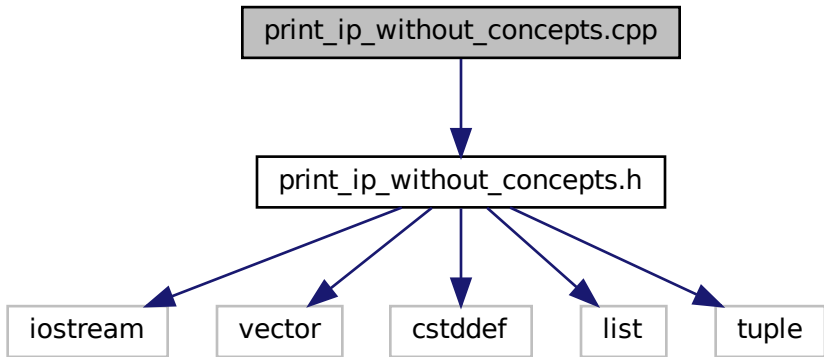 print_ip_without_concepts.cpp
print_ip_without_concepts.h
iostream
vector
cstddef
list
tuple